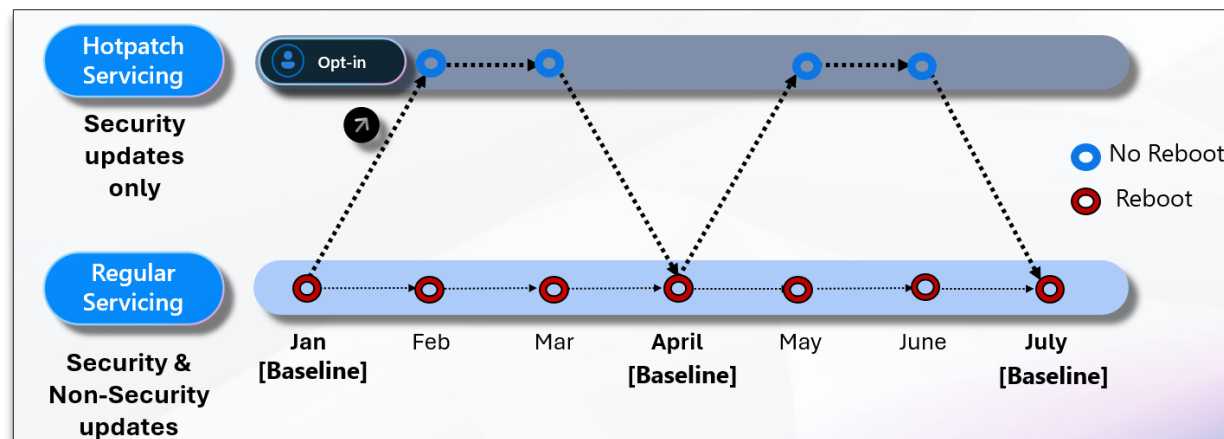 Hotpatch
Servicing
Security
updates
only
Opt-in
No Reboot
Reboot
Regular
Servicing
Security &
Non-Security
updates
Jan
[Baseline]
Feb
Mar
April
[Baseline]
May
June
July
[Baseline]